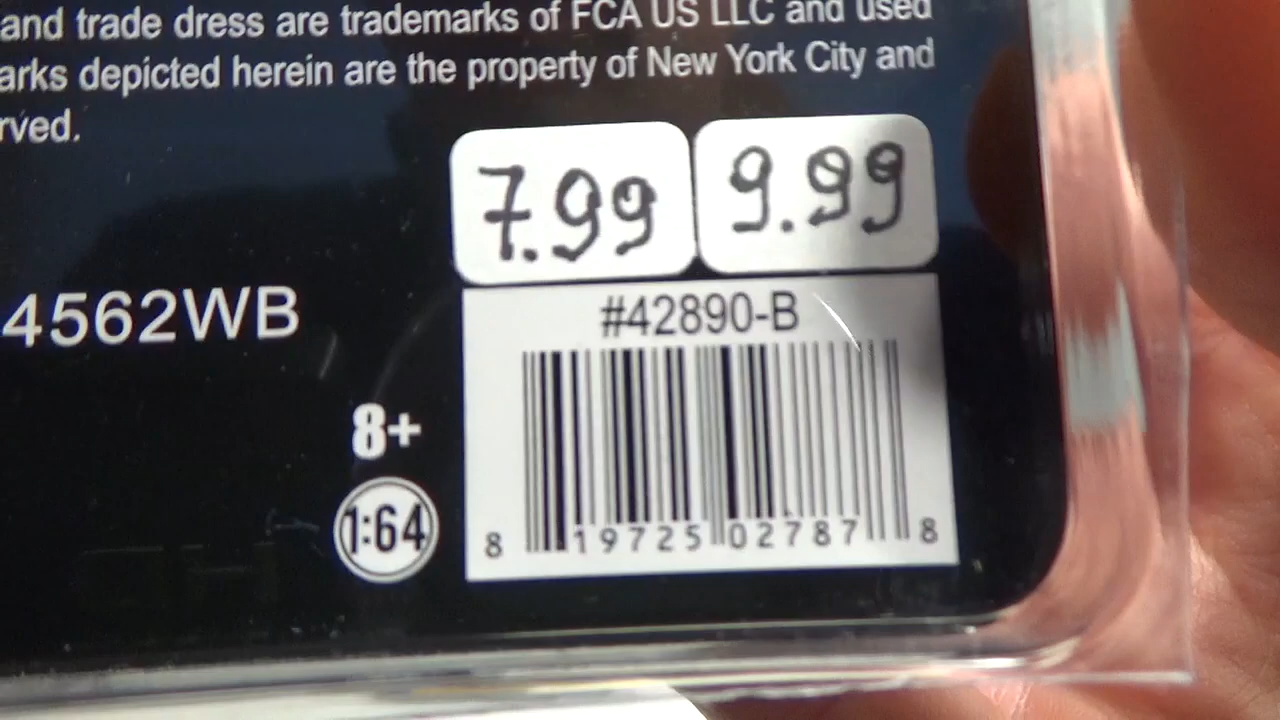 and trade dress are trademarks of FCA US LLC and used
arks depicted herein are the property of New York City and
rved.
7.99 9.99
#42890-B
4562WB
8+
1:64
8 19725 02787 8